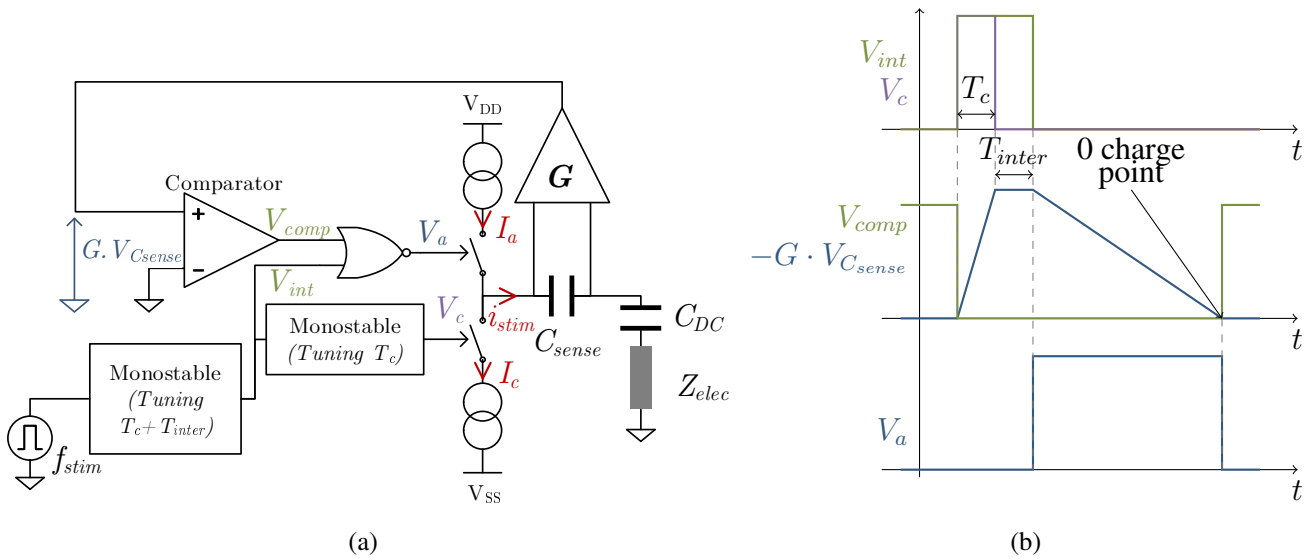 V_DD
G
Comparator
+
-
G.V_Csense
V_comp
V_a
I_a
V_int
V_c
i_stim
C_sense
C_DC
Monostable
(Tuning T_c)
I_c
Z_elec
Monostable
(Tuning
T_c+T_inter)
f_stim
V_SS
(a)
V_int
V_c
T_c
t
T_inter
0 charge
point
V_comp
−G · V_C_sense
t
V_a
t
(b)